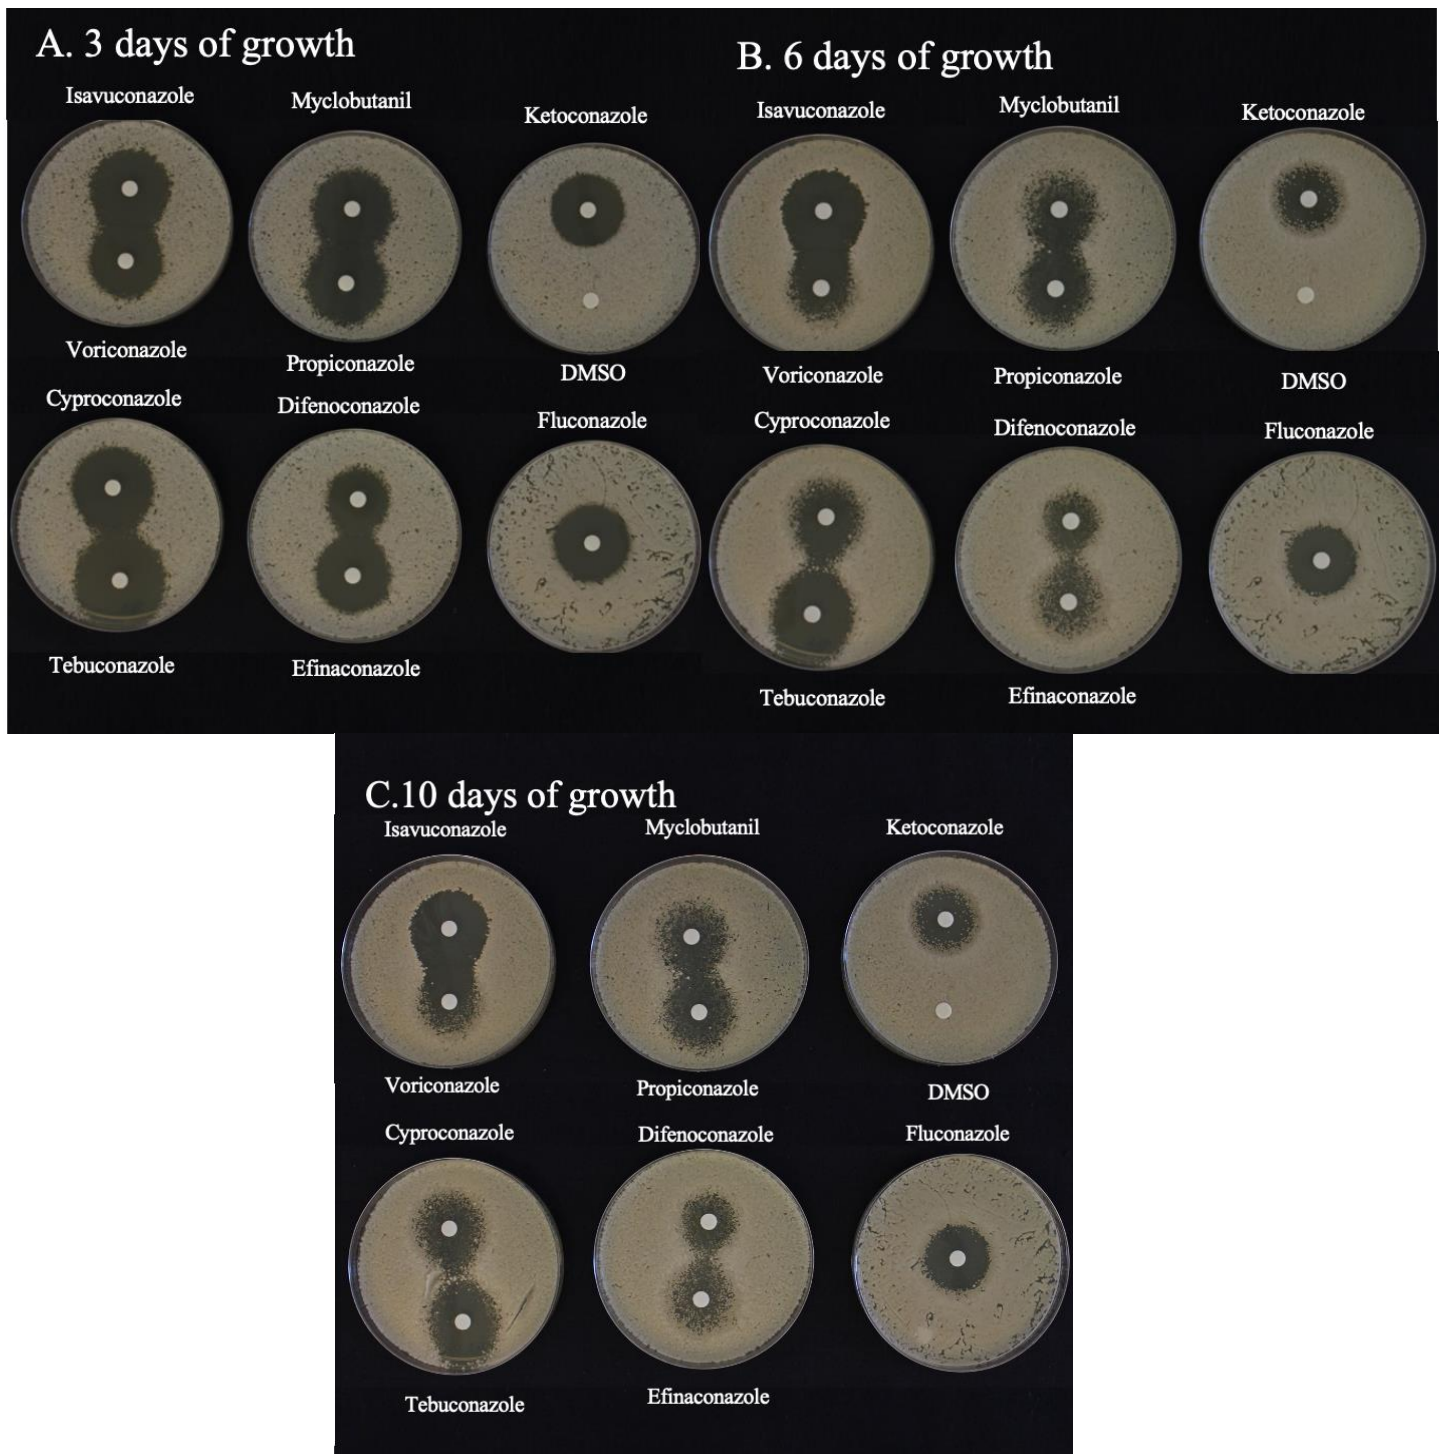 A. 3 days of growth
Isavuconazole
Myclobutanil
Ketoconazole
Voriconazole
Propiconazole
DMSO
Cyproconazole
Difenoconazole
Fluconazole
Tebuconazole
Efinaconazole
B. 6 days of growth
Isavuconazole
Myclobutanil
Ketoconazole
Voriconazole
Propiconazole
DMSO
Cyproconazole
Difenoconazole
Fluconazole
Tebuconazole
Efinaconazole
C.10 days of growth
Isavuconazole
Myclobutanil
Ketoconazole
Voriconazole
Propiconazole
DMSO
Cyproconazole
Difenoconazole
Fluconazole
Tebuconazole
Efinaconazole